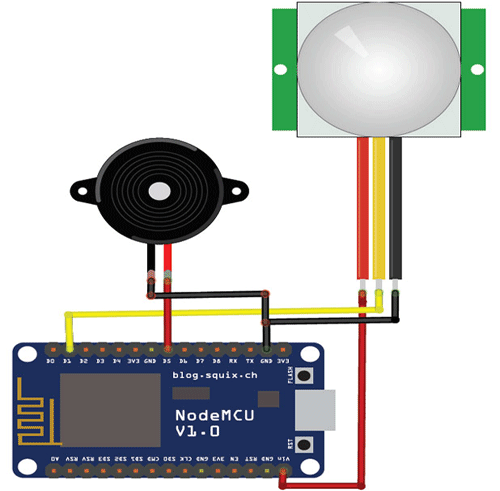 D0 D1 D2 D3 D4 3V3 GND D5 D6 D7 D8 RX TX GND 3V3
blog.squix.ch
FLASH
NodeMCU
V1.0
RST
A0 RSV RSV SD3 SD2 SD1 CMD SD0 CLK GND 3V3 EN RST GND Vin